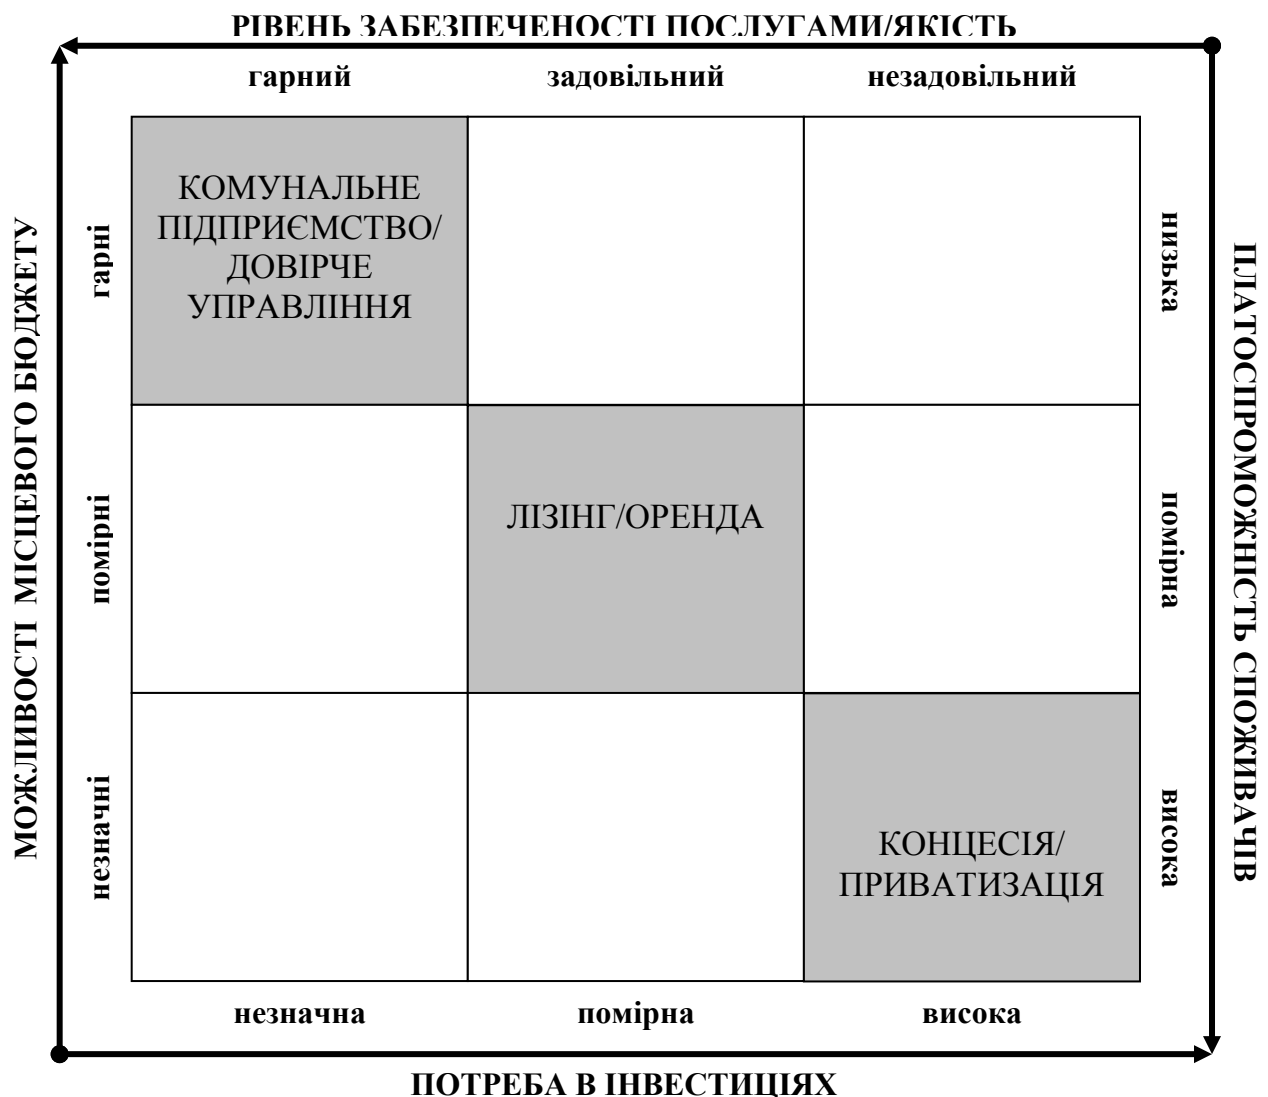 РІВЕНЬ ЗАБЕЗПЕЧЕНОСТІ ПОСЛУГАМИ/ЯКІСТЬ
гарний задовільний незадовільний
МОЖЛИВОСТІ МІСЦЕВОГО БЮДЖЕТУ
гарні
помірні
незначні
КОМУНАЛЬНЕ
ПІДПРИЄМСТВО/
ДОВІРЧЕ
УПРАВЛІННЯ
ЛІЗІНГ/ОРЕНДА
КОНЦЕСІЯ/
ПРИВАТИЗАЦІЯ
низька
помірна
висока
ПЛАТОСПРОМОЖНІСТЬ СПОЖИВАЧІВ
незначна помірна висока
ПОТРЕБА В ІНВЕСТИЦІЯХ